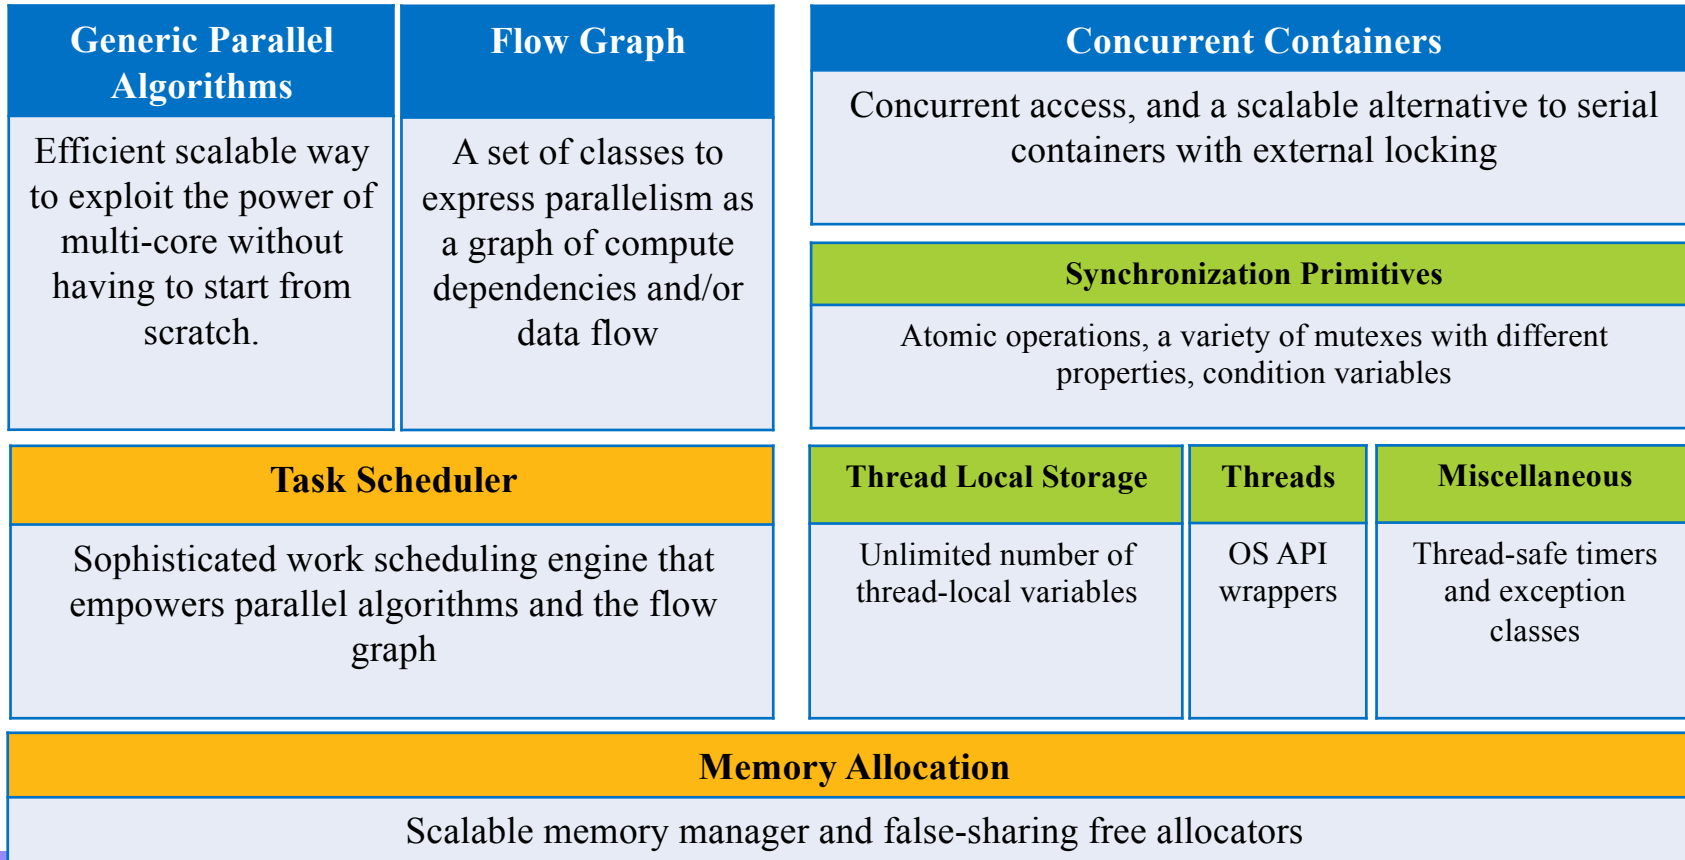 Generic Parallel
Algorithms
Efficient scalable way
to exploit the power of
multi-core without
having to start from
scratch.
Flow Graph
A set of classes to
express parallelism as
a graph of compute
dependencies and/or
data flow
Concurrent Containers
Concurrent access, and a scalable alternative to serial
containers with external locking
Synchronization Primitives
Atomic operations, a variety of mutexes with different
properties, condition variables
Task Scheduler
Sophisticated work scheduling engine that
empowers parallel algorithms and the flow
graph
Thread Local Storage
Unlimited number of
thread-local variables
Threads
OS API
wrappers
Miscellaneous
Thread-safe timers
and exception
classes
Memory Allocation
Scalable memory manager and false-sharing free allocators